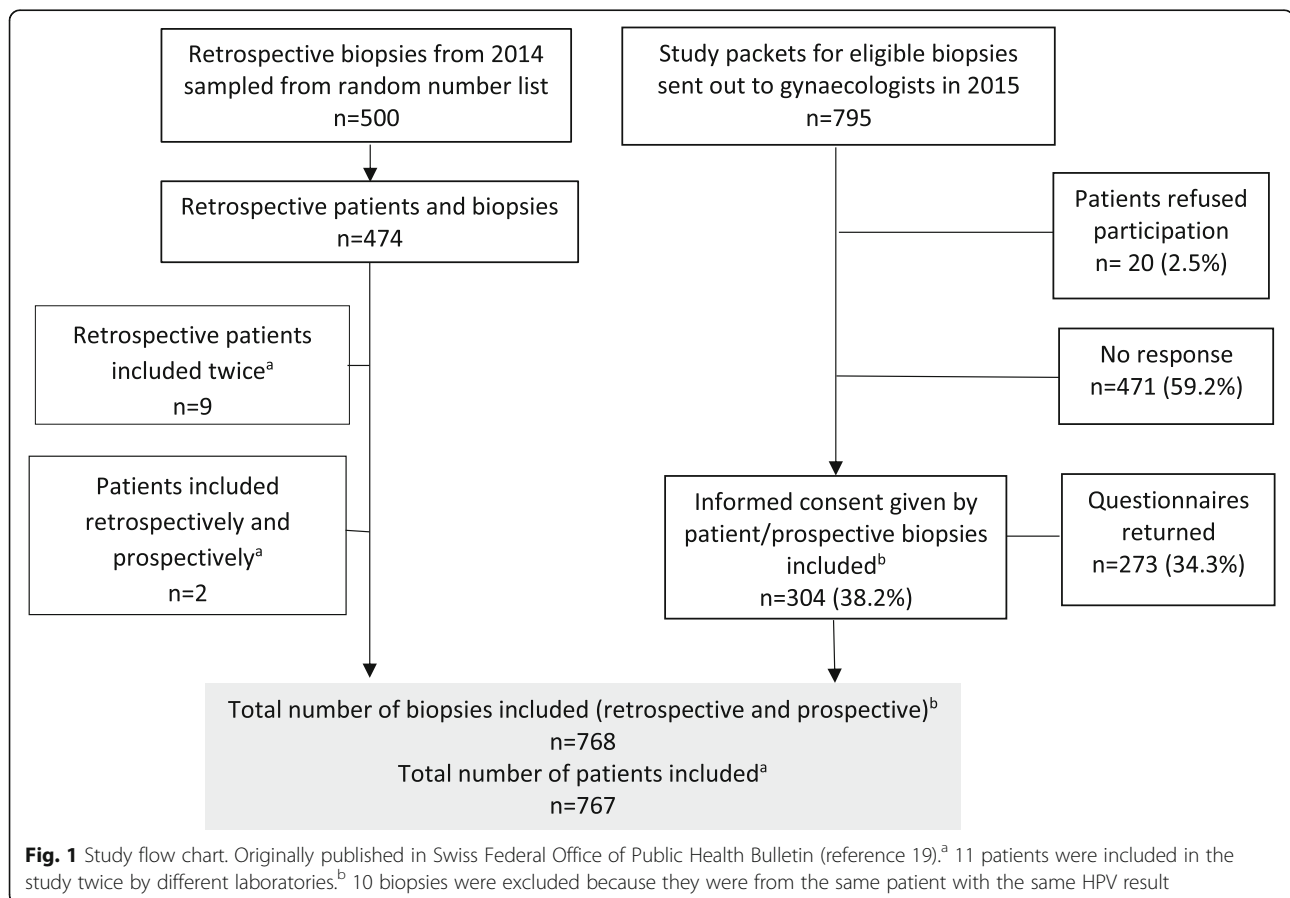 Retrospective biopsies from 2014
sampled from random number list
n=500
Study packets for eligible biopsies
sent out to gynaecologists in 2015
n=795
Retrospective patients and biopsies
n=474
Patients refused
participation
n= 20 (2.5%)
Retrospective patients
included twiceᵃ
n=9
No response
n=471 (59.2%)
Patients included
retrospectively and
prospectivelyᵃ
n=2
Informed consent given by
patient/prospective biopsies
includedᵇ
n=304 (38.2%)
Questionnaires
returned
n=273 (34.3%)
Total number of biopsies included (retrospective and prospective)ᵇ
n=768
Total number of patients includedᵃ
n=767
Fig. 1 Study flow chart. Originally published in Swiss Federal Office of Public Health Bulletin (reference 19).ᵃ 11 patients were included in the
study twice by different laboratories.ᵇ 10 biopsies were excluded because they were from the same patient with the same HPV result